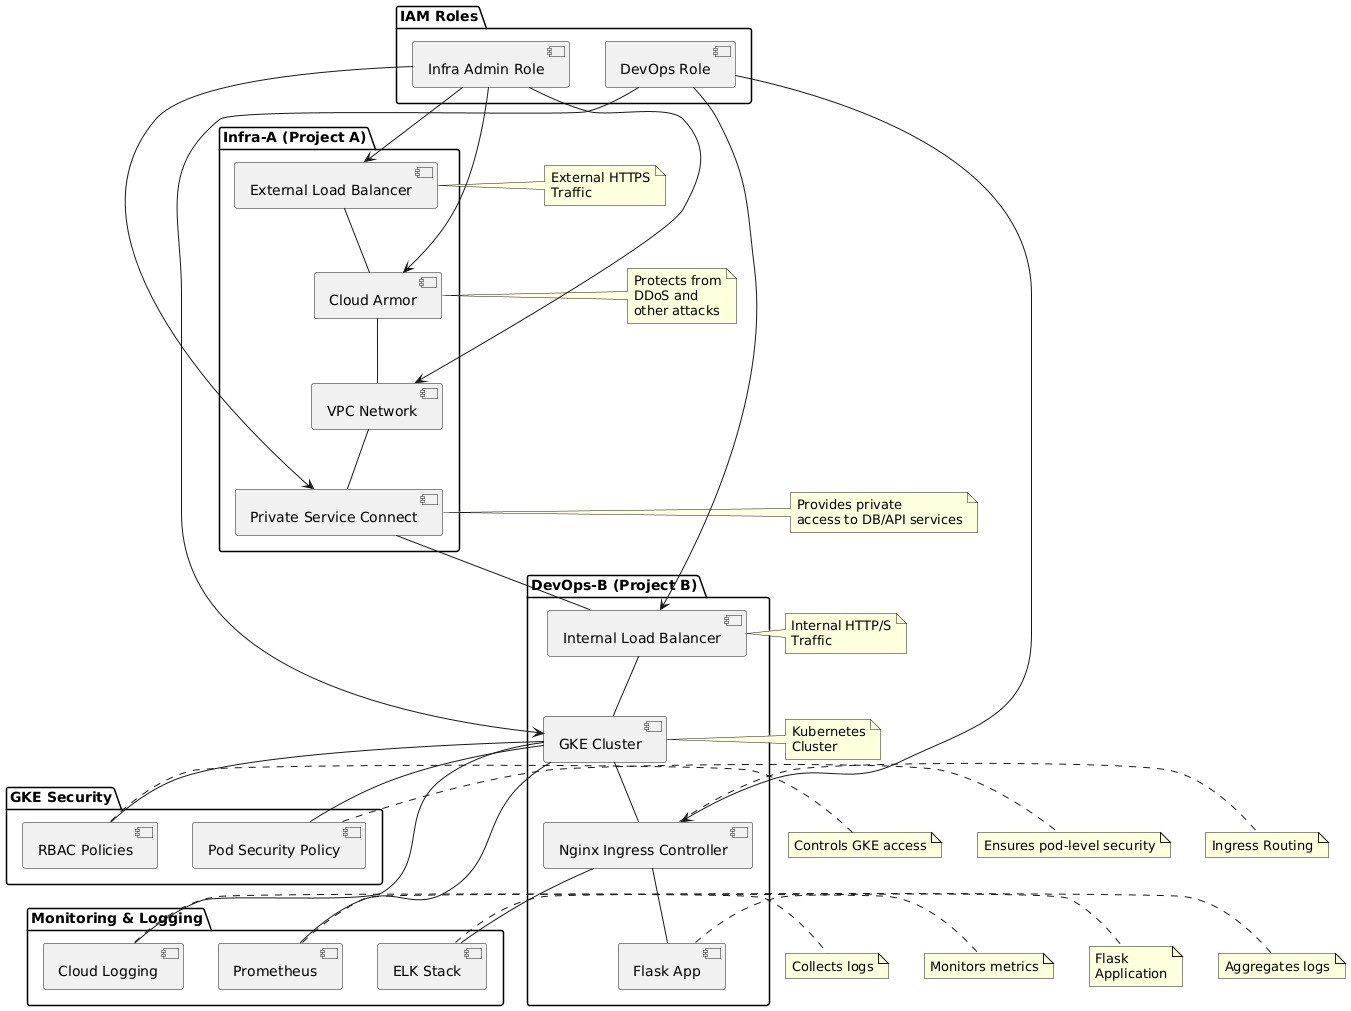 IAM Roles
Infra Admin Role
DevOps Role
Infra-A (Project A)
External Load Balancer
External HTTPS
Traffic
Cloud Armor
Protects from
DDoS and
other attacks
VPC Network
Private Service Connect
Provides private
access to DB/API services
DevOps-B (Project B)
Internal Load Balancer
Internal HTTP/S
Traffic
GKE Cluster
Kubernetes
Cluster
GKE Security
RBAC Policies
Pod Security Policy
Nginx Ingress Controller
Controls GKE access
Ensures pod-level security
Ingress Routing
Monitoring & Logging
Cloud Logging
Prometheus
ELK Stack
Flask App
Collects logs
Monitors metrics
Flask
Application
Aggregates logs